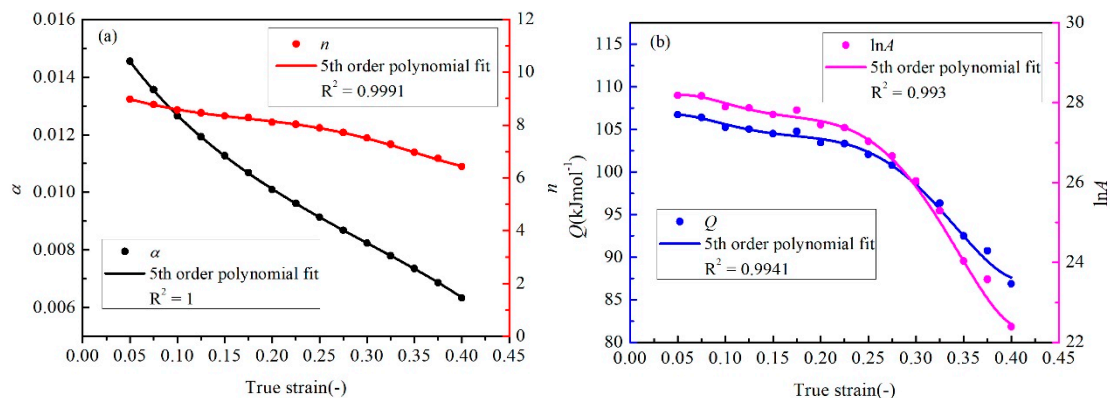 (a)
n
5th order polynomial fit
R² = 0.9991
α
5th order polynomial fit
R² = 1
0.016
0.014
0.012
0.010
0.008
0.006
α
12
10
8
6
4
2
0
n
0.00 0.05 0.10 0.15 0.20 0.25 0.30 0.35 0.40 0.45
True strain(-)
(b)
lnA
5th order polynomial fit
R² = 0.993
Q
5th order polynomial fit
R² = 0.9941
115
110
105
100
95
90
85
80
Q(kJmol⁻¹)
30
28
26
24
22
lnA
0.00 0.05 0.10 0.15 0.20 0.25 0.30 0.35 0.40 0.45
True strain(-)